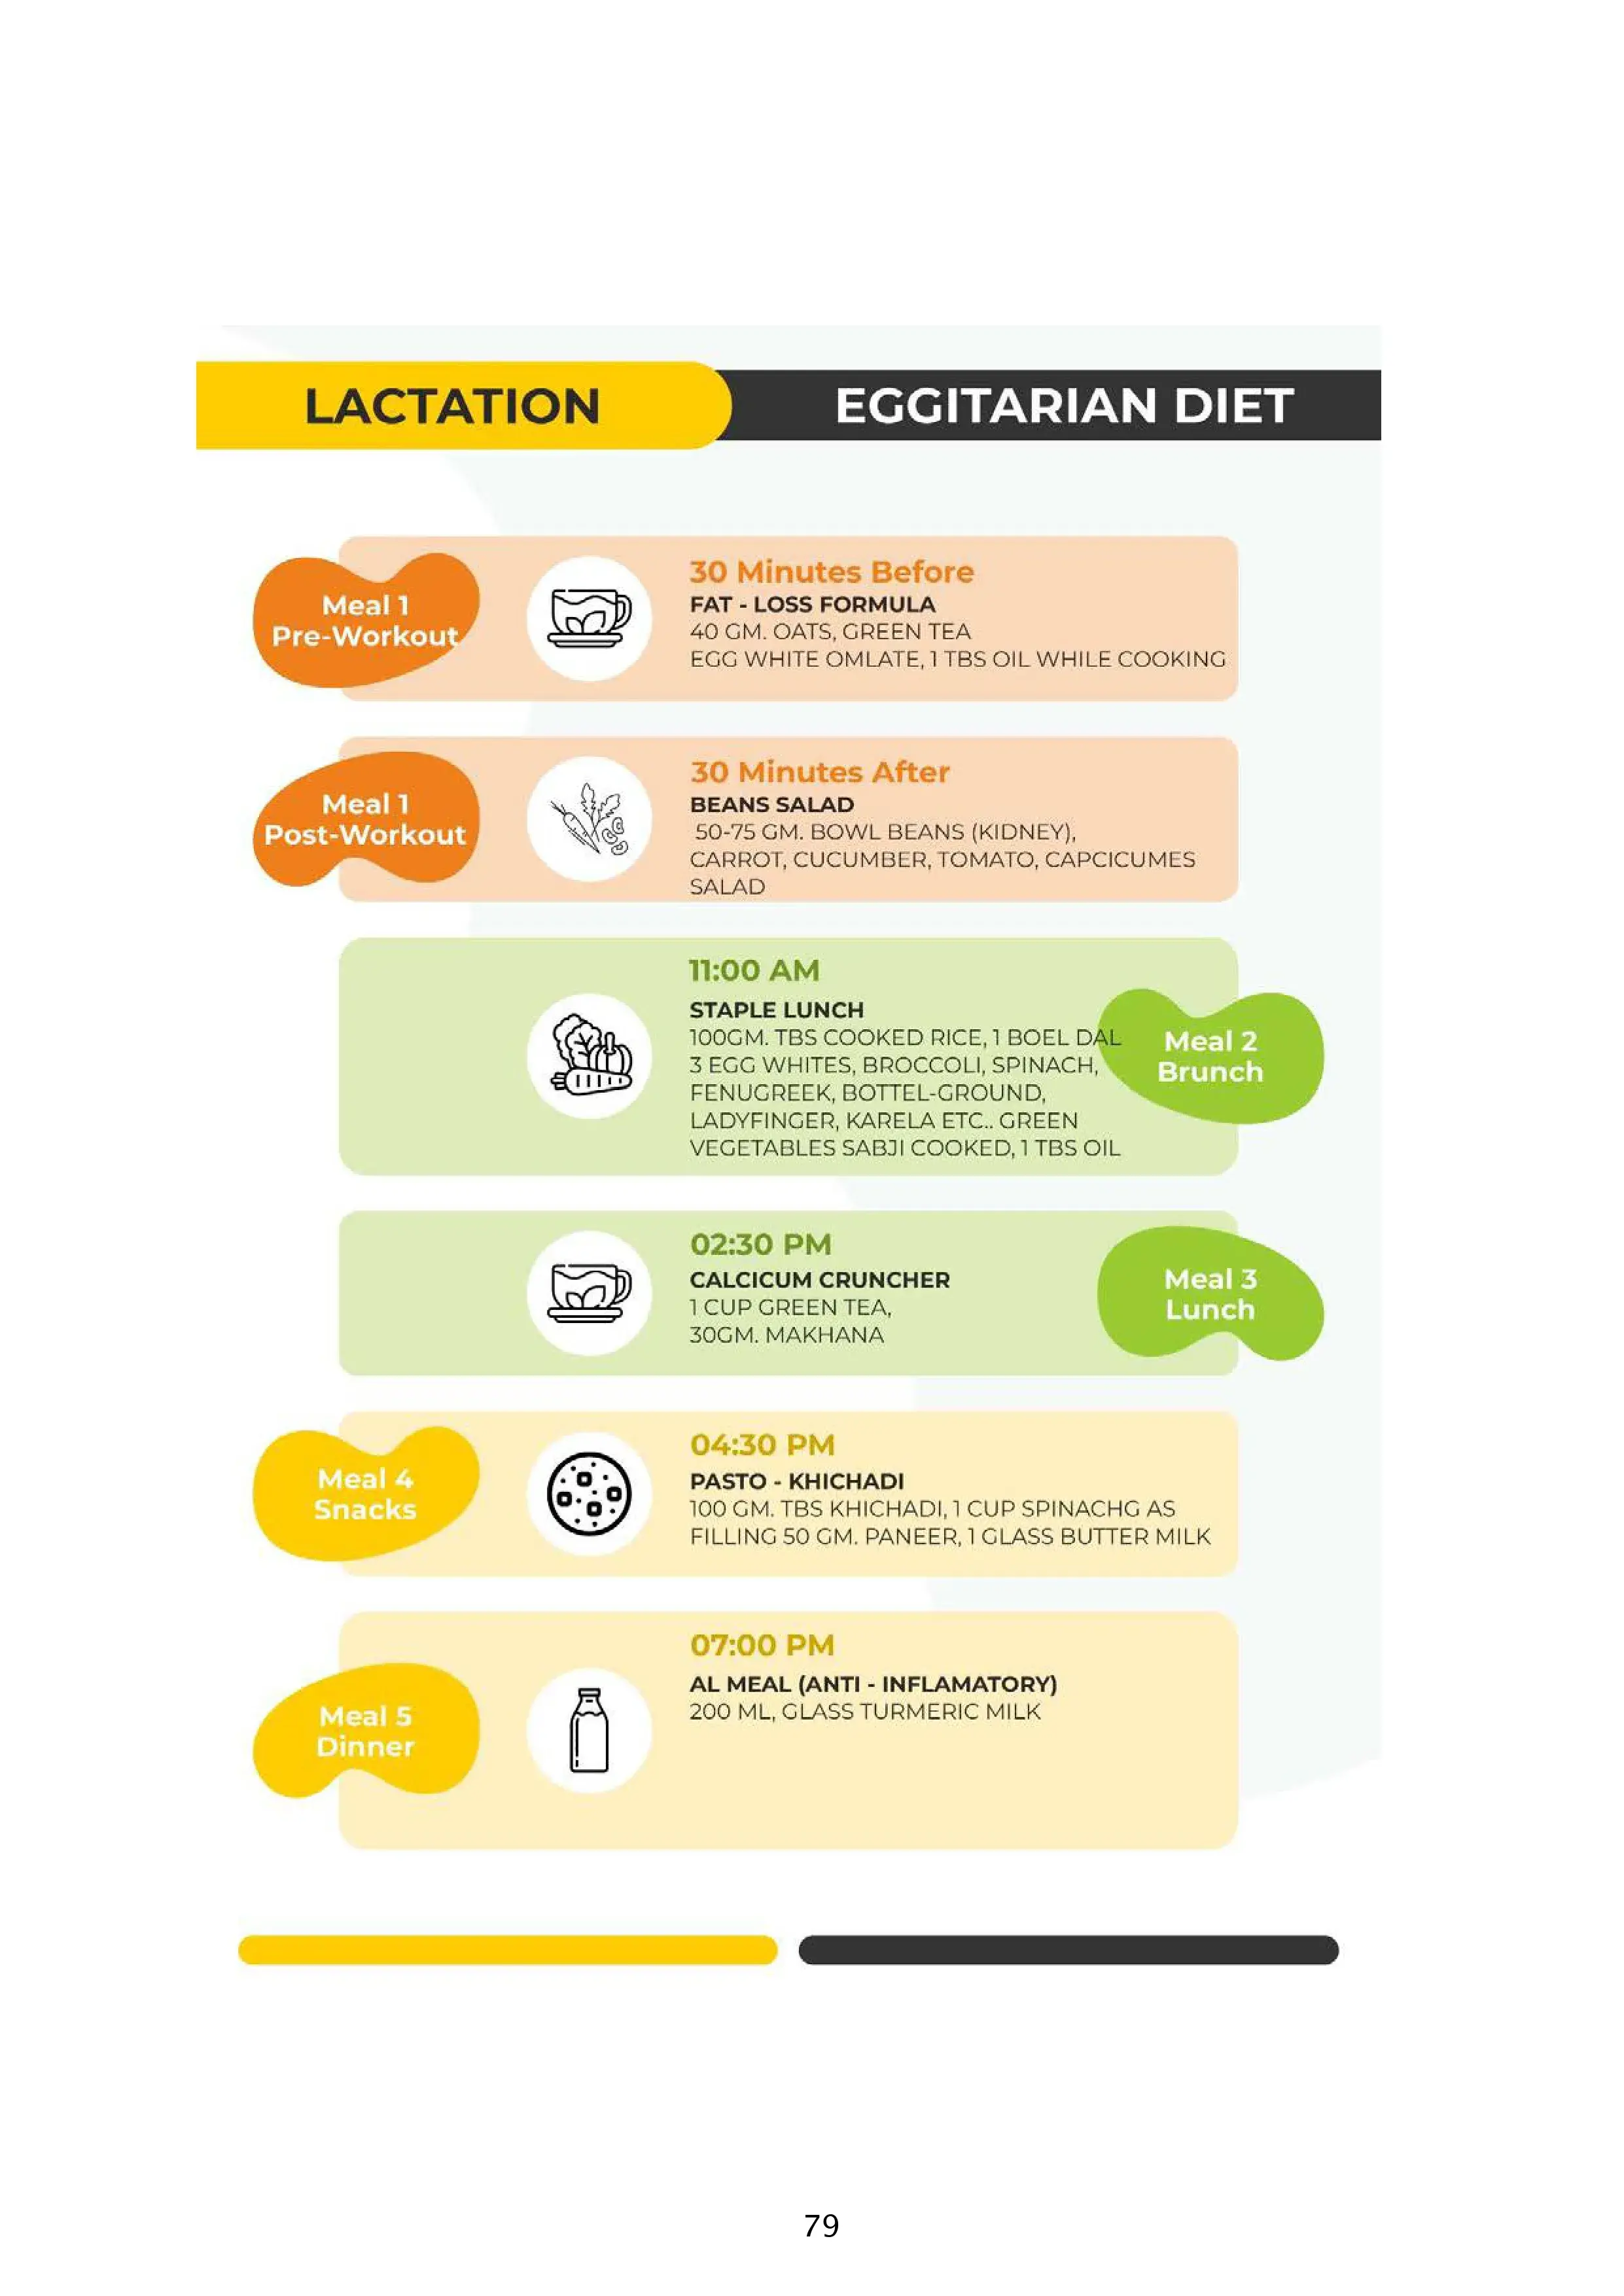 LACTATION
EGGITARIAN DIET
Meal 1
Pre-Workout
30 Minutes Before
FAT - LOSS FORMULA
40 GM. OATS, GREEN TEA
EGG WHITE OMLATE, 1 TBS OIL WHILE COOKING
Meal 1
Post-Workout
30 Minutes After
BEANS SALAD
50-75 GM. BOWL BEANS (KIDNEY),
CARROT, CUCUMBER, TOMATO, CAPCICUMES
SALAD
11:00 AM
STAPLE LUNCH
100GM. TBS COOKED RICE, 1 BOEL DAL
3 EGG WHITES, BROCCOLI, SPINACH,
FENUGREEK, BOTTEL-GROUND,
LADYFINGER, KARELA ETC.. GREEN
VEGETABLES SABJI COOKED, 1 TBS OIL
Meal 2
Brunch
02:30 PM
CALCICUM CRUNCHER
1 CUP GREEN TEA,
30GM. MAKHANA
Meal 3
Lunch
Meal 4
Snacks
04:30 PM
PASTO - KHICHADI
100 GM. TBS KHICHADI, 1 CUP SPINACHG AS
FILLING 50 GM. PANEER, 1 GLASS BUTTER MILK
Meal 5
Dinner
07:00 PM
AL MEAL (ANTI - INFLAMATORY)
200 ML, GLASS TURMERIC MILK
79